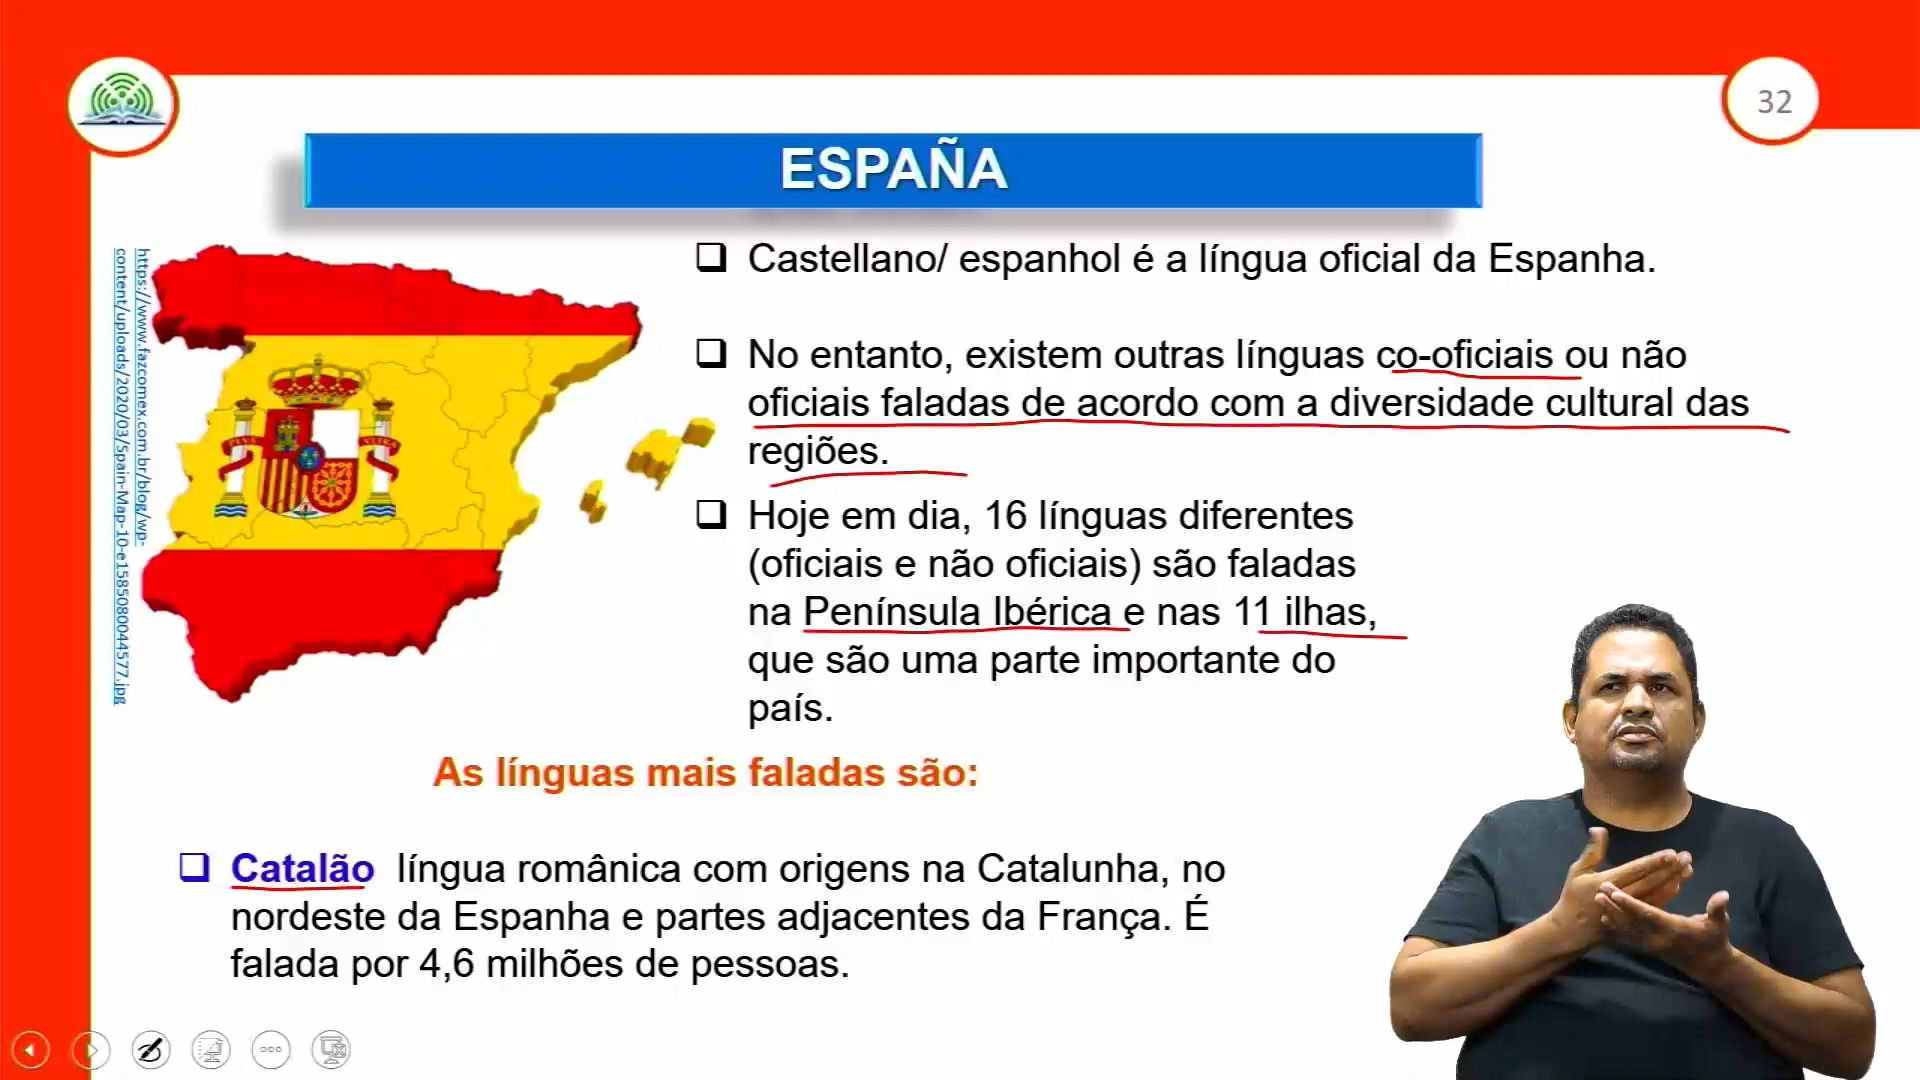 32
ESPAÑA
https://www.fazcomex.com.br/blog/wp-
content/uploads/2020/03/Spain-Map-10-e1585080044577.jpg
PLUS
VLTRA
❑ Castellano/ espanhol é a língua oficial da Espanha.
❑ No entanto, existem outras línguas co-oficiais ou não
oficiais faladas de acordo com a diversidade cultural das
regiões.
❑ Hoje em dia, 16 línguas diferentes
(oficiais e não oficiais) são faladas
na Península Ibérica e nas 11 ilhas,
que são uma parte importante do
país.
As línguas mais faladas são:
❑ Catalão língua românica com origens na Catalunha, no
nordeste da Espanha e partes adjacentes da França. É
falada por 4,6 milhões de pessoas.